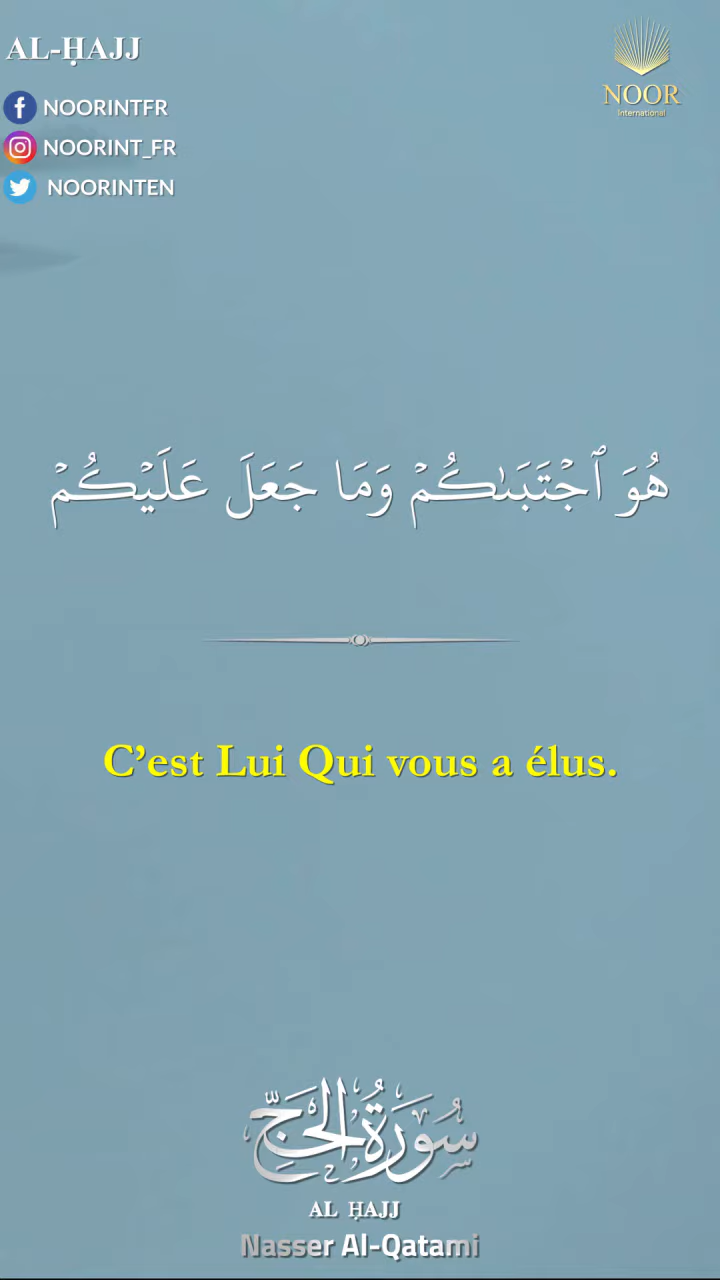 AL-ḤAJJ
NOOR
International
NOORINTFR
NOORINT_FR
NOORINTEN
هُوَ ٱجْتَبَىٰكُمْ وَمَا جَعَلَ عَلَيْكُمْ
C’est Lui Qui vous a élus.
سُورَةُ الحَجِّ
AL ḤAJJ
Nasser Al-Qatami